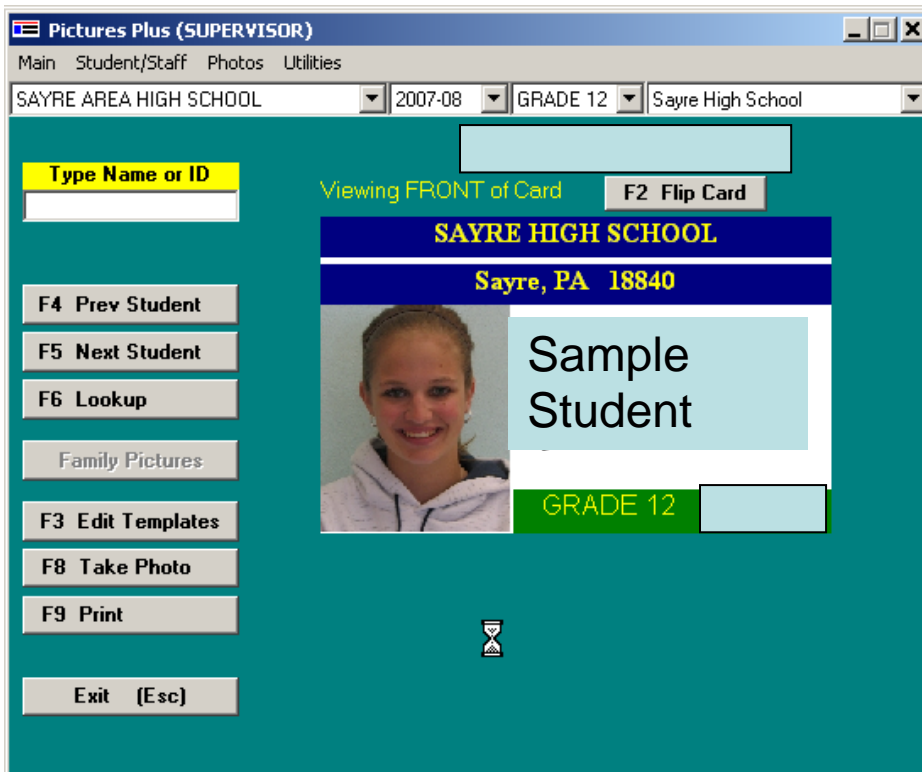 Pictures Plus (SUPERVISOR)
Main Student/Staff Photos Utilities
SAYRE AREA HIGH SCHOOL 2007-08 GRADE 12 Sayre High School
Type Name or ID
Viewing FRONT of Card F2 Flip Card
SAYRE HIGH SCHOOL
Sayre, PA 18840
F4 Prev Student
F5 Next Student
F6 Lookup
Sample
Student
Family Pictures
GRADE 12
F3 Edit Templates
F8 Take Photo
F9 Print
Exit (Esc)